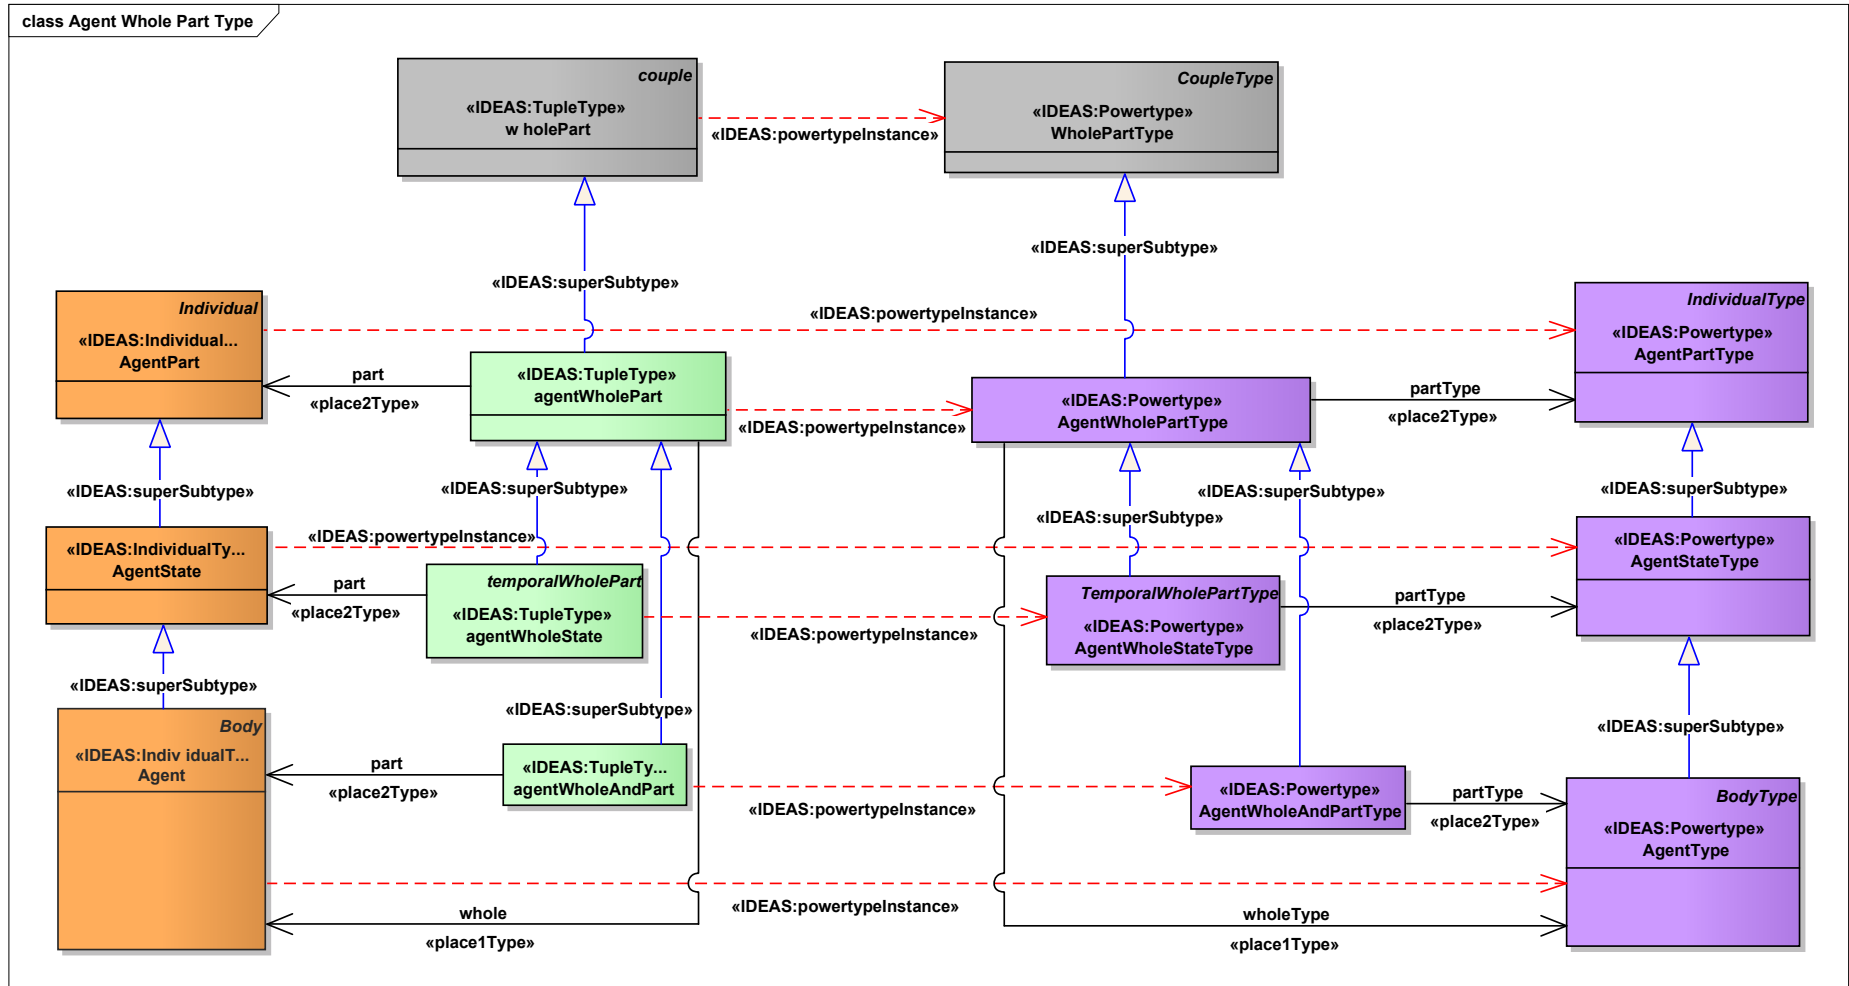 class Agent Whole Part Type
couple
«IDEAS:TupleType»
w holePart
«IDEAS:powertypeInstance»
CoupleType
«IDEAS:Powertype»
WholePartType
«IDEAS:superSubtype»
«IDEAS:superSubtype»
Individual
«IDEAS:Individual...
AgentPart
«IDEAS:powertypeInstance»
IndividualType
«IDEAS:Powertype»
AgentPartType
part
«place2Type»
«IDEAS:TupleType»
agentWholePart
«IDEAS:powertypeInstance»
«IDEAS:Powertype»
AgentWholePartType
partType
«place2Type»
«IDEAS:superSubtype»
«IDEAS:superSubtype»
«IDEAS:superSubtype»
«IDEAS:superSubtype»
«IDEAS:superSubtype»
«IDEAS:IndividualTy...
AgentState
«IDEAS:powertypeInstance»
«IDEAS:Powertype»
AgentStateType
part
«place2Type»
temporalWholePart
«IDEAS:TupleType»
agentWholeState
«IDEAS:powertypeInstance»
TemporalWholePartType
«IDEAS:Powertype»
AgentWholeStateType
partType
«place2Type»
«IDEAS:superSubtype»
«IDEAS:superSubtype»
«IDEAS:superSubtype»
Body
«IDEAS:Indiv idualT...
Agent
part
«place2Type»
«IDEAS:TupleTy...
agentWholeAndPart
«IDEAS:powertypeInstance»
«IDEAS:Powertype»
AgentWholeAndPartType
partType
«place2Type»
BodyType
«IDEAS:Powertype»
AgentType
«IDEAS:powertypeInstance»
whole
«place1Type»
wholeType
«place1Type»